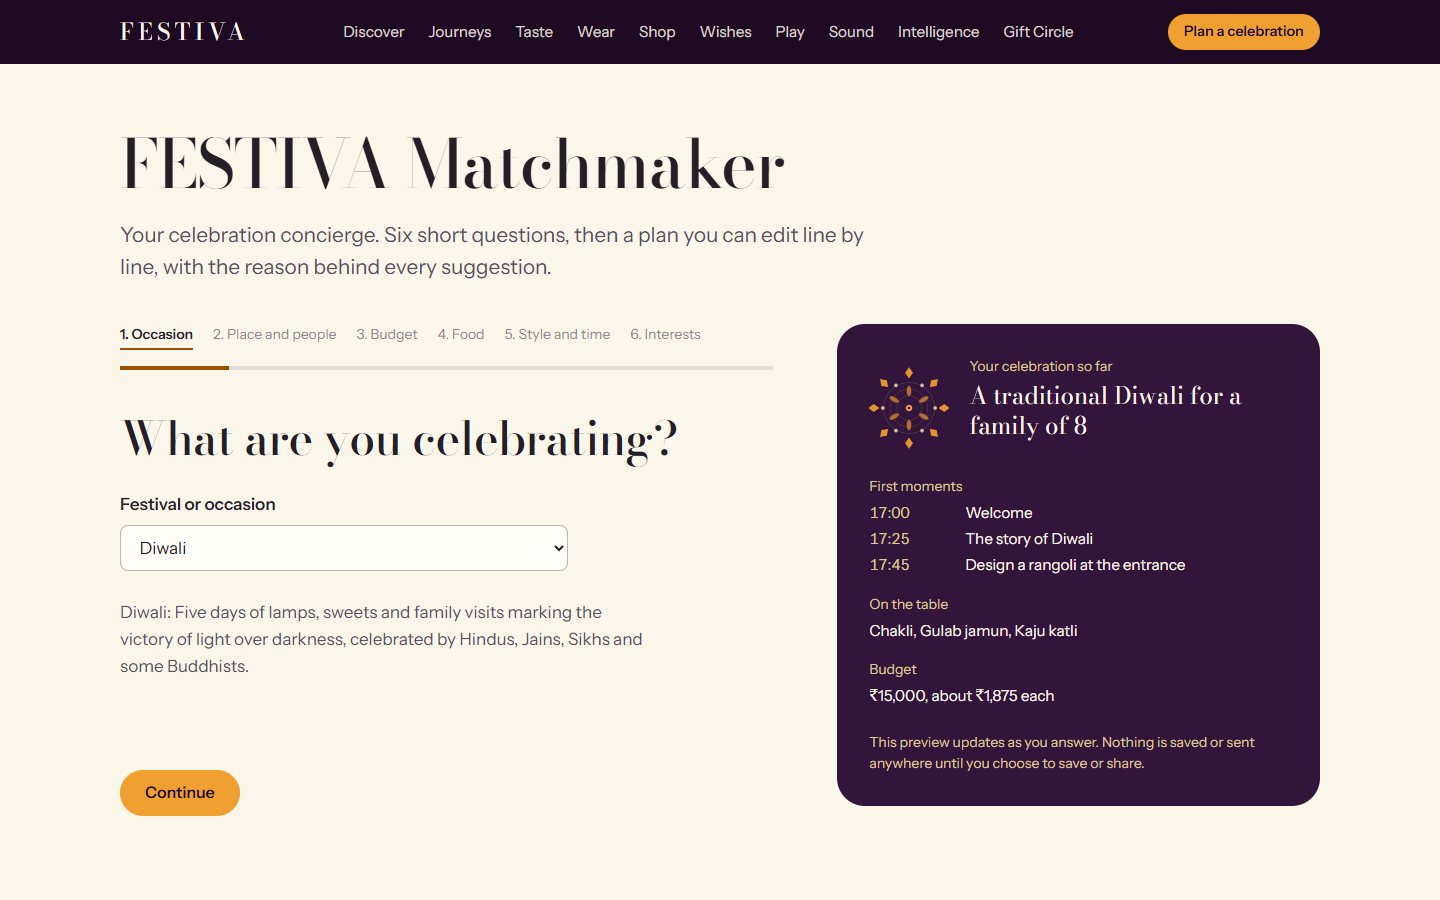 FESTIVA
Discover Journeys Taste Wear Shop Wishes Play Sound Intelligence Gift Circle
Plan a celebration
FESTIVA Matchmaker
Your celebration concierge. Six short questions, then a plan you can edit line by
line, with the reason behind every suggestion.
1. Occasion 2. Place and people 3. Budget 4. Food 5. Style and time 6. Interests
What are you celebrating?
Festival or occasion
Diwali
Diwali: Five days of lamps, sweets and family visits marking the
victory of light over darkness, celebrated by Hindus, Jains, Sikhs and
some Buddhists.
Continue
Your celebration so far
A traditional Diwali for a
family of 8
First moments
17:00 Welcome
17:25 The story of Diwali
17:45 Design a rangoli at the entrance
On the table
Chakli, Gulab jamun, Kaju katli
Budget
₹15,000, about ₹1,875 each
This preview updates as you answer. Nothing is saved or sent
anywhere until you choose to save or share.